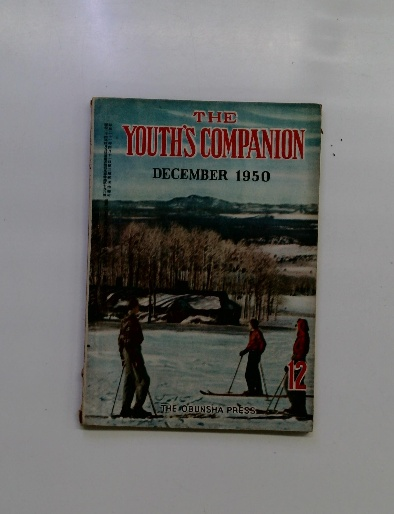 THE
YOUTH'S COMPANION
DECEMBER 1950
12
THE OBUNSHA PRESS